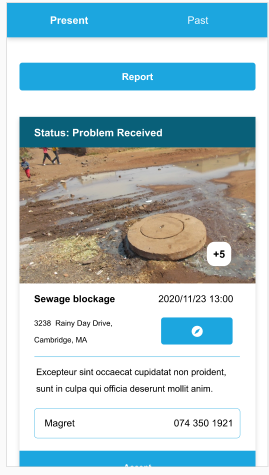 Present Past
Report
Status: Problem Received
+5
Sewage blockage 2020/11/23 13:00
3238 Rainy Day Drive,
Cambridge, MA
Excepteur sint occaecat cupidatat non proident,
sunt in culpa qui officia deserunt mollit anim.
Magret 074 350 1921